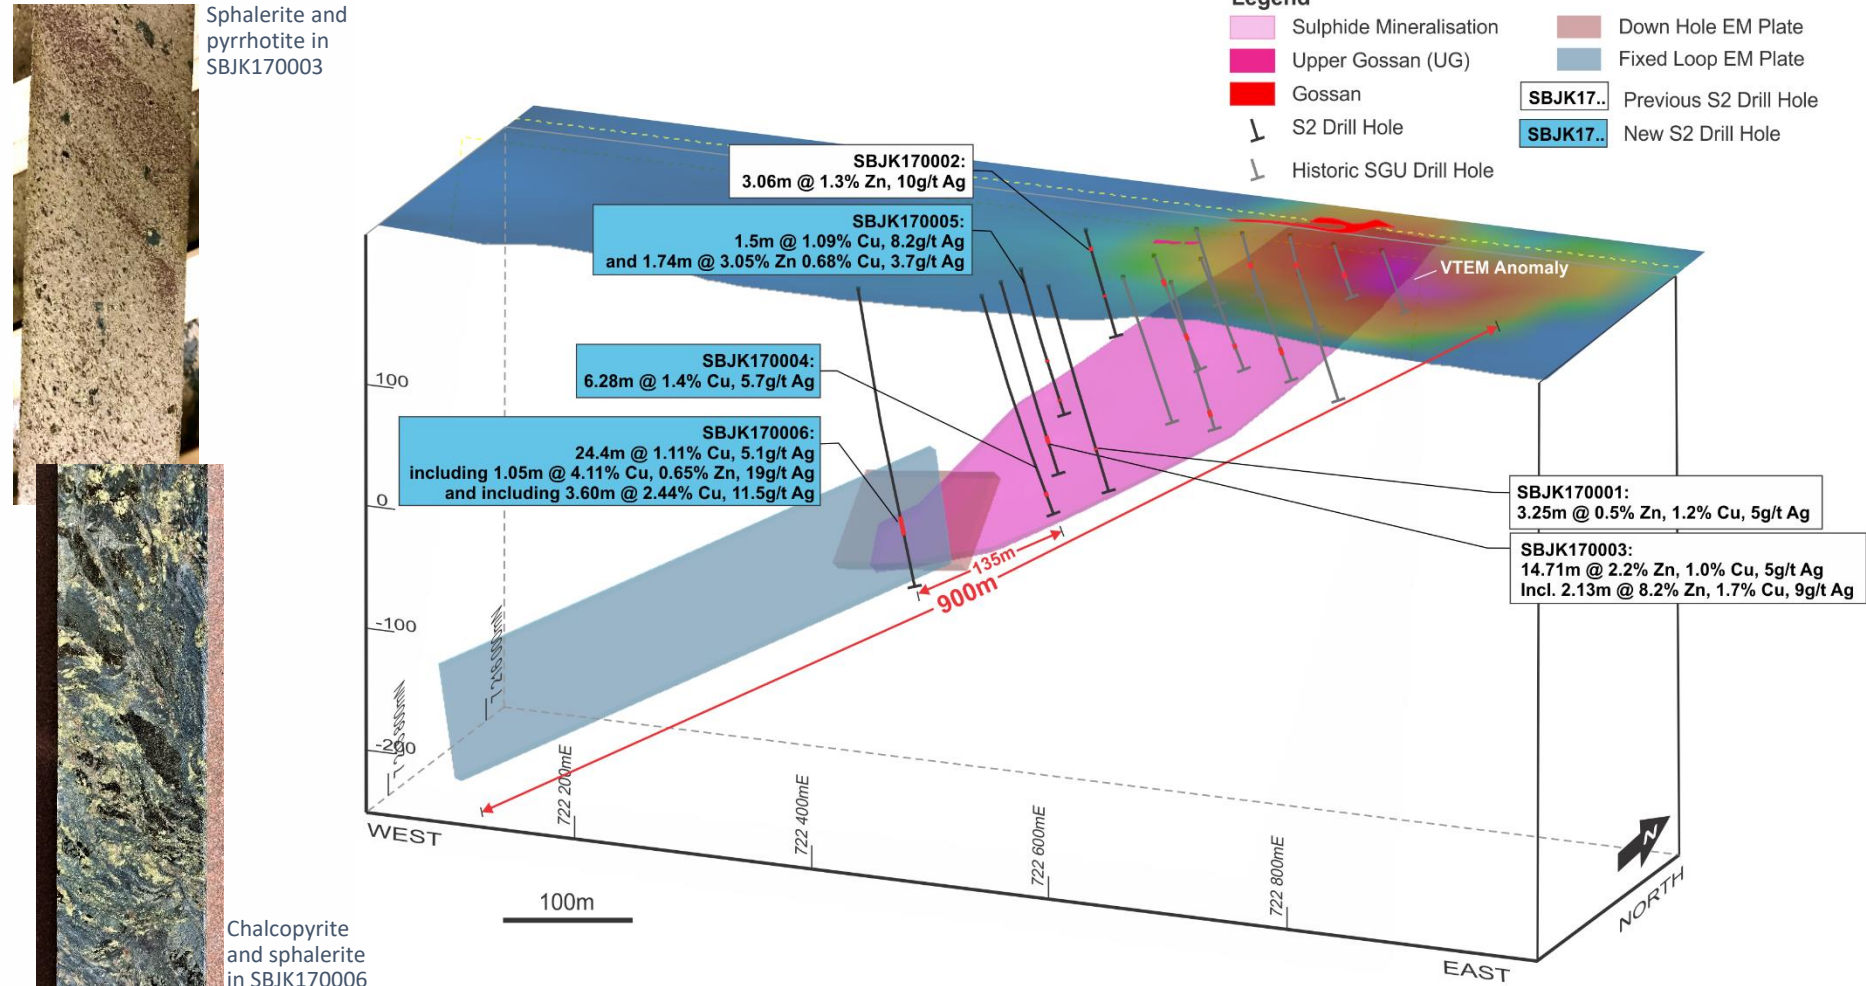 Sphalerite and
pyrrhotite in
SBJK170003
Legend
Sulphide Mineralisation
Upper Gossan (UG)
Gossan
S2 Drill Hole
Historic SGU Drill Hole
Down Hole EM Plate
Fixed Loop EM Plate
SBJK17.. Previous S2 Drill Hole
SBJK17.. New S2 Drill Hole
SBJK170002:
3.06m @ 1.3% Zn, 10g/t Ag
SBJK170005:
1.5m @ 1.09% Cu, 8.2g/t Ag
and 1.74m @ 3.05% Zn 0.68% Cu, 3.7g/t Ag
VTEM Anomaly
SBJK170004:
6.28m @ 1.4% Cu, 5.7g/t Ag
SBJK170006:
24.4m @ 1.11% Cu, 5.1g/t Ag
including 1.05m @ 4.11% Cu, 0.65% Zn, 19g/t Ag
and including 3.60m @ 2.44% Cu, 11.5g/t Ag
SBJK170001:
3.25m @ 0.5% Zn, 1.2% Cu, 5g/t Ag
SBJK170003:
14.71m @ 2.2% Zn, 1.0% Cu, 5g/t Ag
Incl. 2.13m @ 8.2% Zn, 1.7% Cu, 9g/t Ag
135m
900m
100
0
-100
-200
722 200mE
722 400mE
722 600mE
722 800mE
WEST
EAST
NORTH
N
100m
Chalcopyrite
and sphalerite
in SBJK170006